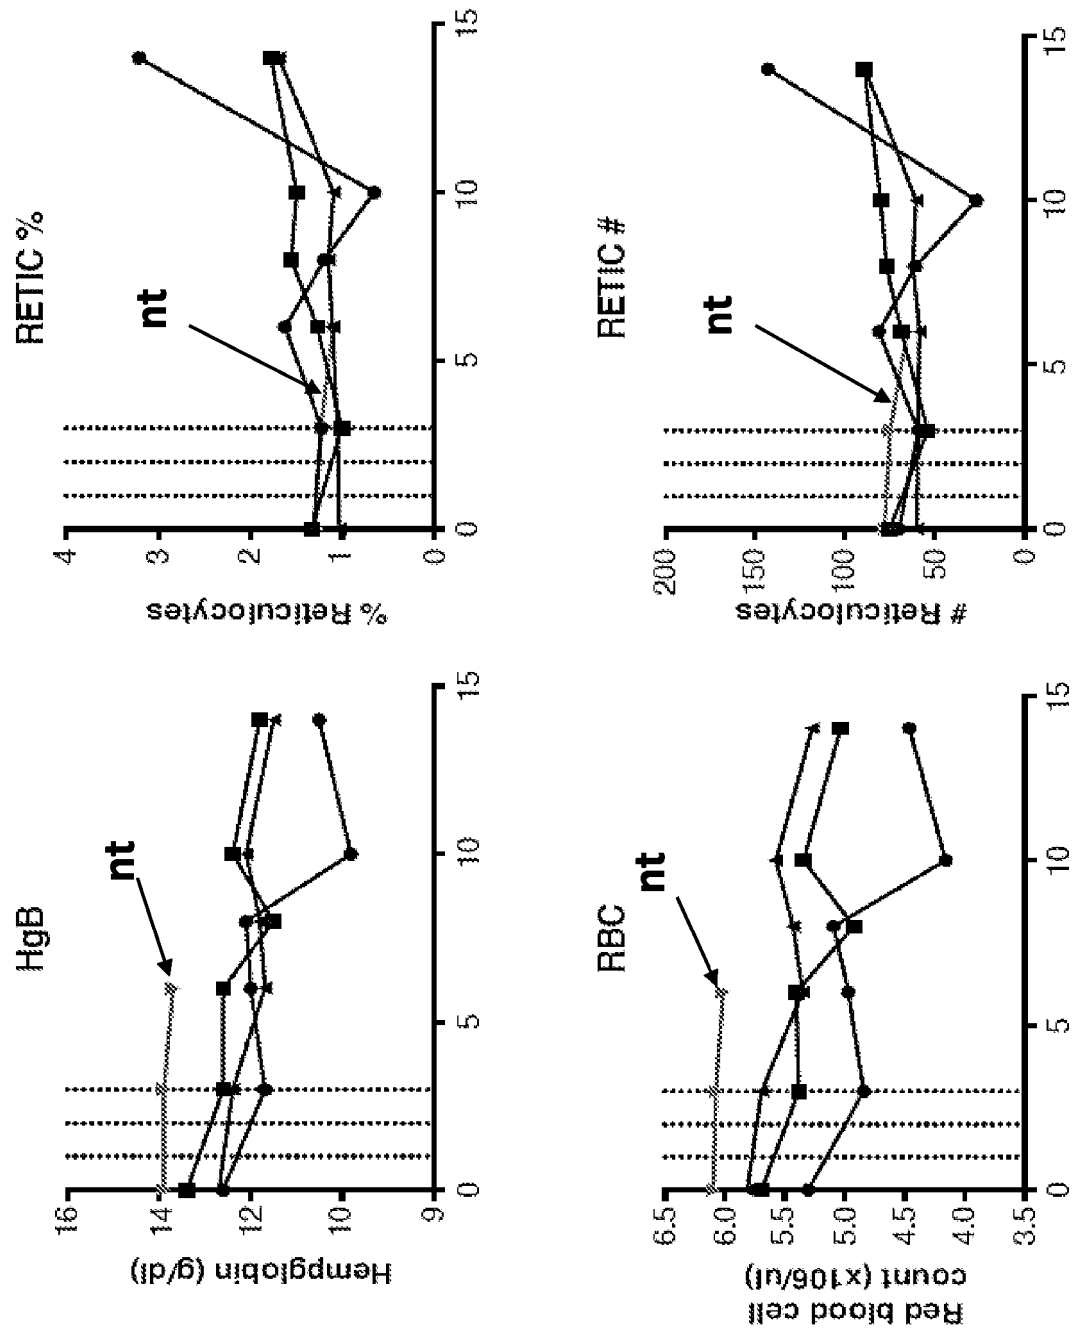 HgB
nt
Hempglobin (g/dl)
16
14
12
10
9
0
5
10
15
RETIC %
nt
% Reticulocytes
4
3
2
1
0
0
5
10
15
RBC
nt
Red blood cell
count (x106/ul)
6.5
6.0
5.5
5.0
4.5
4.0
3.5
0
5
10
15
RETIC #
nt
# Reticulocytes
200
150
100
50
0
0
5
10
15